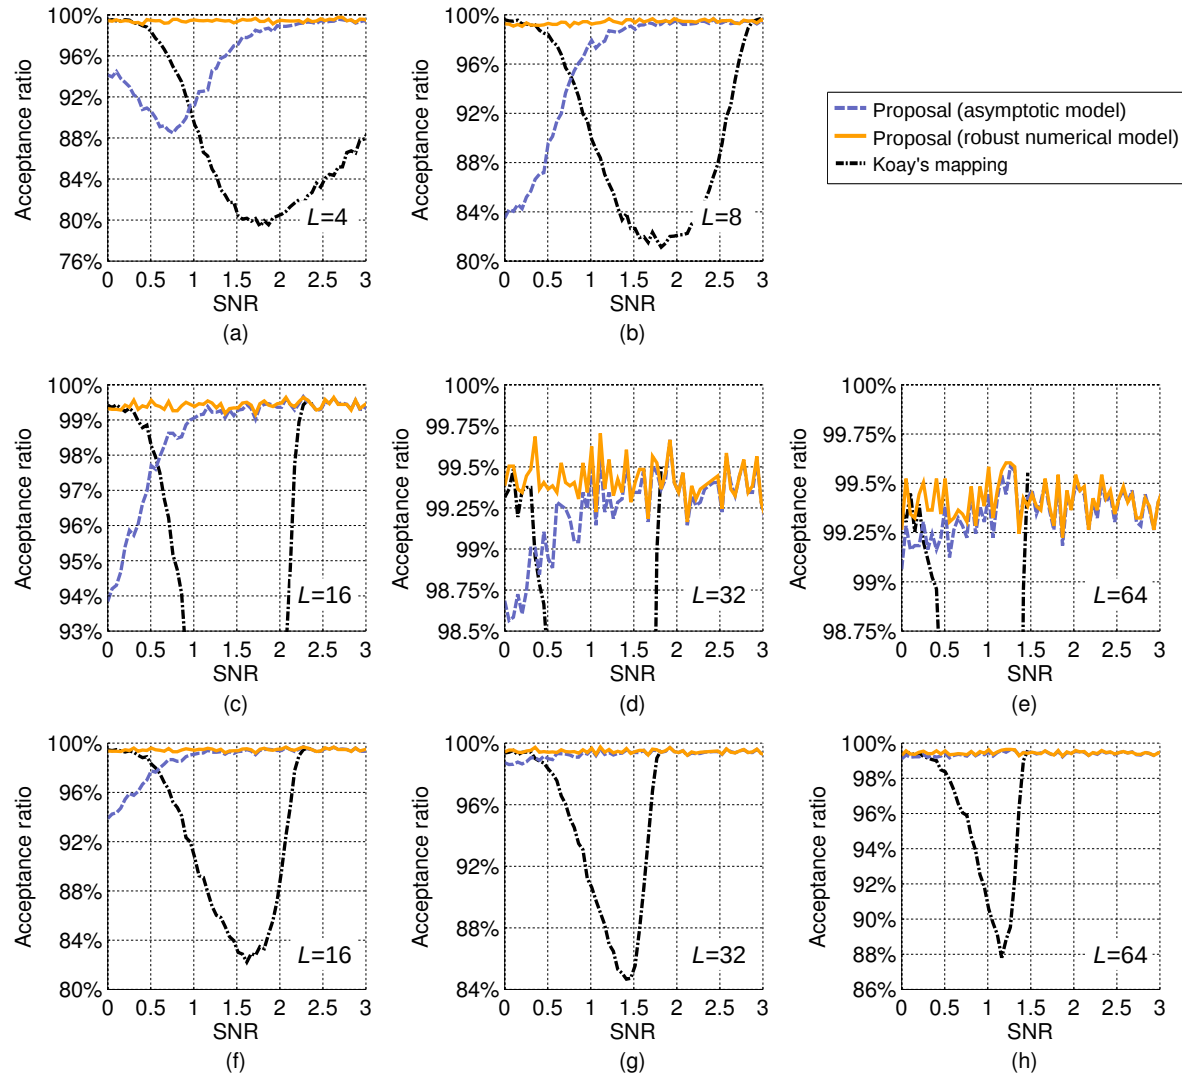 100%
96%
92%
88%
84%
80%
76%
Acceptance ratio
0 0.5 1 1.5 2 2.5 3
SNR
L=4
(a)
100%
96%
92%
88%
84%
80%
Acceptance ratio
0 0.5 1 1.5 2 2.5 3
SNR
L=8
(b)
Proposal (asymptotic model)
Proposal (robust numerical model)
Koay's mapping
100%
99%
98%
97%
96%
95%
94%
93%
Acceptance ratio
0 0.5 1 1.5 2 2.5 3
SNR
L=16
(c)
100%
99.75%
99.5%
99.25%
99%
98.75%
98.5%
Acceptance ratio
0 0.5 1 1.5 2 2.5 3
SNR
L=32
(d)
100%
99.75%
99.5%
99.25%
99%
98.75%
Acceptance ratio
0 0.5 1 1.5 2 2.5 3
SNR
L=64
(e)
100%
96%
92%
88%
84%
80%
Acceptance ratio
0 0.5 1 1.5 2 2.5 3
SNR
L=16
(f)
100%
96%
92%
88%
84%
Acceptance ratio
0 0.5 1 1.5 2 2.5 3
SNR
L=32
(g)
100%
98%
96%
94%
92%
90%
88%
86%
Acceptance ratio
0 0.5 1 1.5 2 2.5 3
SNR
L=64
(h)